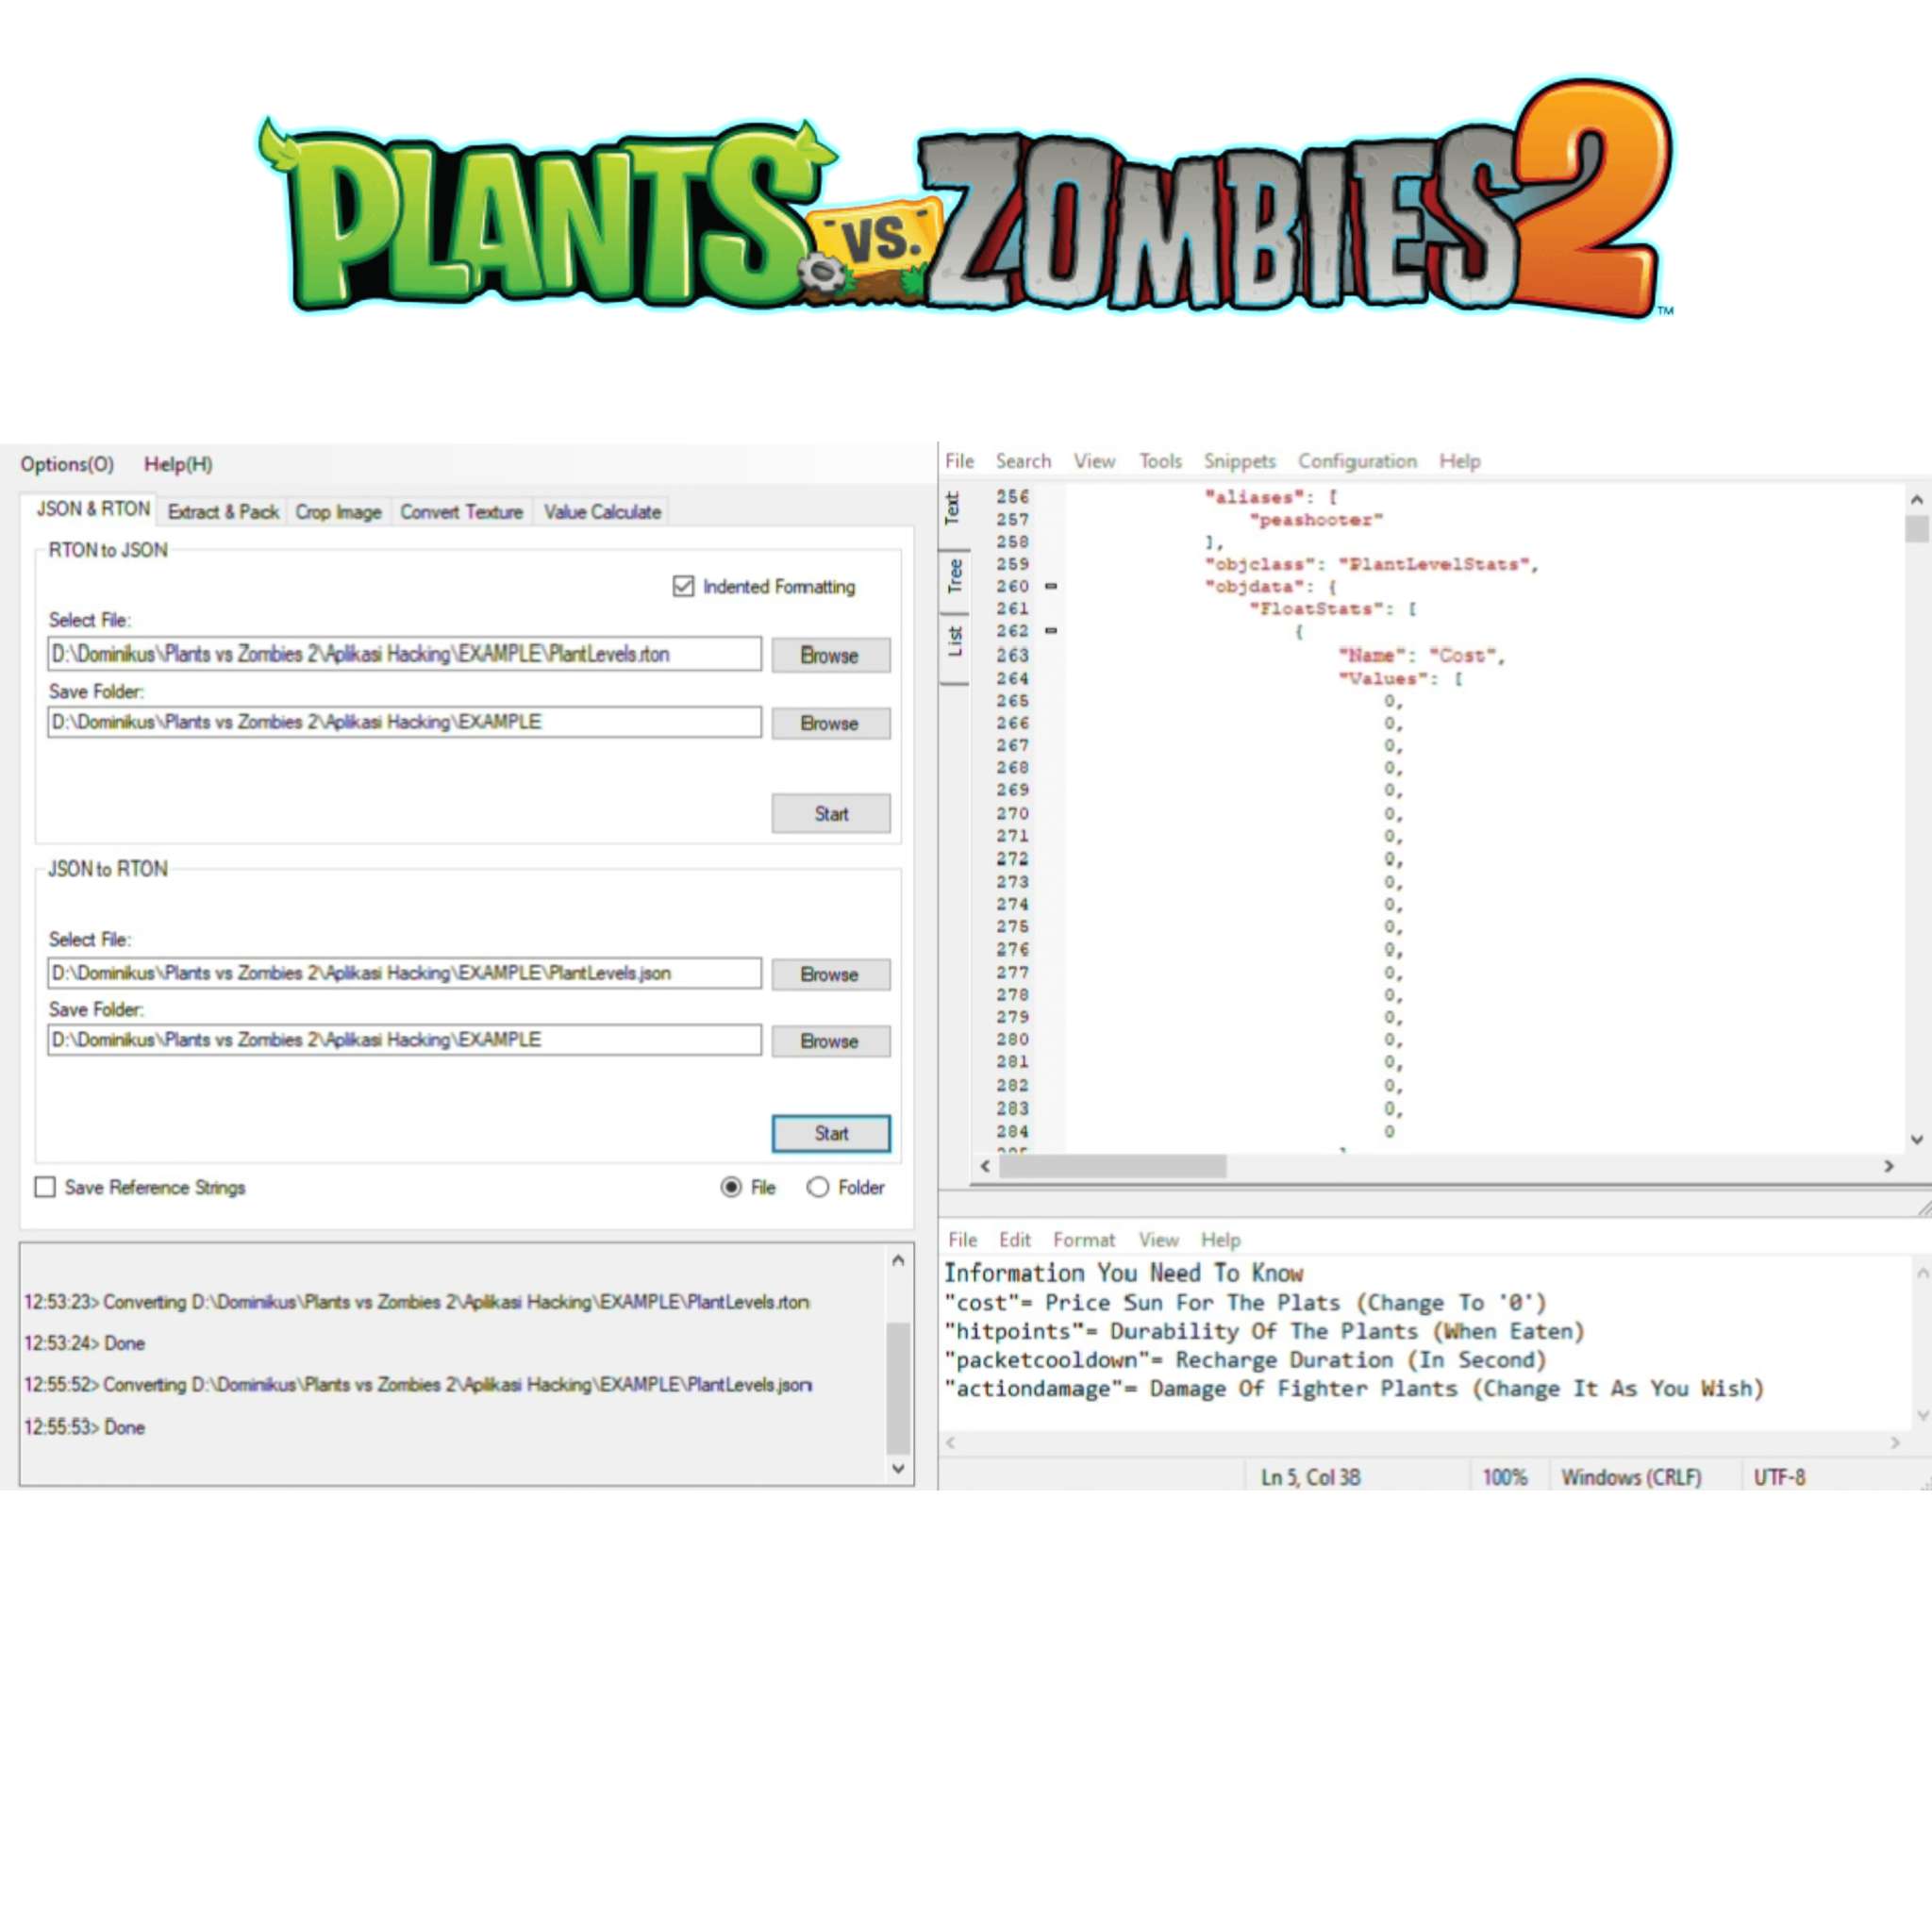 PLANTS VS. ZOMBIES 2 ™
Options(O) Help(H)
JSON & RTON Extract & Pack Crop Image Convert Texture Value Calculate
RTON to JSON
Indented Formatting
Select File:
D:\Dominikus\Plants vs Zombies 2\Aplikasi Hacking\EXAMPLE\PlantLevels.rton Browse
Save Folder:
D:\Dominikus\Plants vs Zombies 2\Aplikasi Hacking\EXAMPLE Browse
Start
JSON to RTON
Select File:
D:\Dominikus\Plants vs Zombies 2\Aplikasi Hacking\EXAMPLE\PlantLevels.json Browse
Save Folder:
D:\Dominikus\Plants vs Zombies 2\Aplikasi Hacking\EXAMPLE Browse
Start
Save Reference Strings File Folder
12:53:23> Converting D:\Dominikus\Plants vs Zombies 2\Aplikasi Hacking\EXAMPLE\PlantLevels.rton
12:53:24> Done
12:55:52> Converting D:\Dominikus\Plants vs Zombies 2\Aplikasi Hacking\EXAMPLE\PlantLevels.json
12:55:53> Done
File Search View Tools Snippets Configuration Help
Text
Tree
List
256 "aliases": [
257 "peashooter"
258 ],
259 "objclass": "PlantLevelStats",
260 "objdata": {
261 "FloatStats": [
262 {
263 "Name": "Cost",
264 "Values": [
265 0,
266 0,
267 0,
268 0,
269 0,
270 0,
271 0,
272 0,
273 0,
274 0,
275 0,
276 0,
277 0,
278 0,
279 0,
280 0,
281 0,
282 0,
283 0,
284 0
File Edit Format View Help
Information You Need To Know
"cost"= Price Sun For The Plats (Change To '0')
"hitpoints"= Durability Of The Plants (When Eaten)
"packetcooldown"= Recharge Duration (In Second)
"actiondamage"= Damage Of Fighter Plants (Change It As You Wish)
Ln 5, Col 38 100% Windows (CRLF) UTF-8